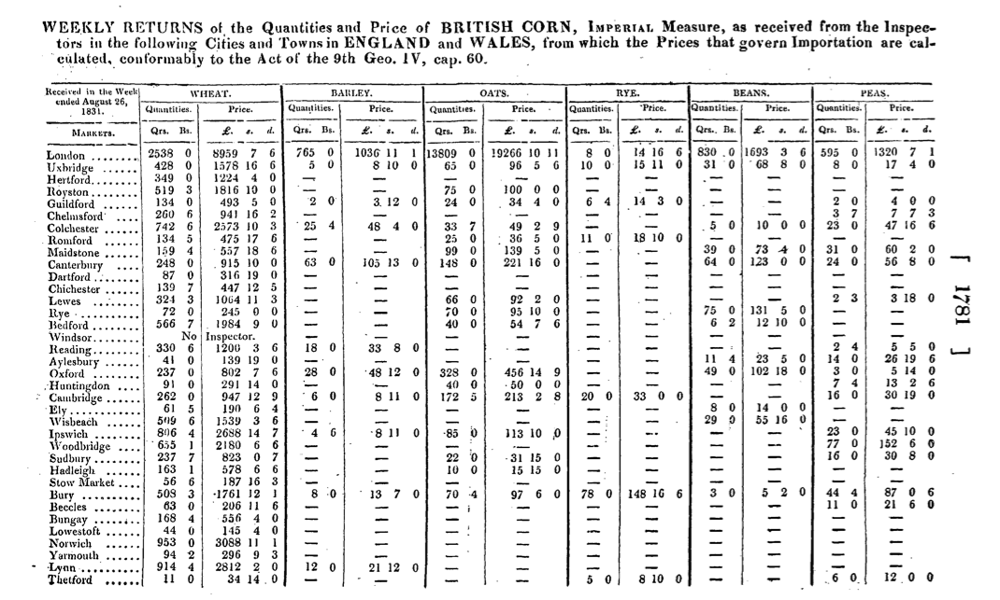 WEEKLY RETURNS of the Quantities and Price of BRITISH CORN, IMPERIAL Measure, as received from the Inspec-
tors in the following Cities and Towns in ENGLAND and WALES, from which the Prices that govern Importation are cal-
culated, conformably to the Act of the 9th Geo. IV, cap. 60.
Received in the Week WHEAT. BARLEY. OATS. RYE. BEANS. PEAS.
ended August 26,
1831. Quantities. Price. Quantities. Price. Quantities. Price. Quantities. Price. Quantities. Price. Quantities. Price.
MARKETS. Qrs. Bs. £. s. d. Qrs. Bs. £. s. d. Qrs. Bs. £. s. d. Qrs. Bs. £. s. d. Qrs. Bs. £. s. d. Qrs. Bs. £. s. d.
London ........ 2538 0 8959 7 6 765 0 1036 11 1 13809 0 19266 10 11 8 0 14 16 6 830 0 1693 3 6 595 0 1320 7 1
Uxbridge ...... 428 0 1578 16 6 5 0 8 10 0 65 0 96 5 6 10 0 15 11 0 31 0 68 8 0 8 0 17 4 0
Hertford....... 349 0 1224 4 0 — — — — — — — — — —
Royston ....... 519 3 1816 10 0 — — 75 0 100 0 0 — — — — — —
Guildford ..... 134 0 493 5 0 2 0 3 12 0 24 0 34 4 0 6 4 14 3 0 — — 2 0 4 0 0
Chelmsford .... 260 6 941 16 2 — — — — — — — — 3 7 7 7 3
Colchester .... 742 6 2573 10 3 25 4 48 4 0 33 7 49 2 9 — — 5 0 10 0 0 23 0 47 16 6
Romford ...... 134 5 475 17 6 — — 25 0 36 5 0 11 0 18 10 0 — — — —
Maidstone ..... 159 4 557 18 6 — — 99 0 139 5 0 — — 39 0 73 4 0 31 0 60 2 0
Canterbury .... 248 0 915 10 0 63 0 105 13 0 148 0 221 16 0 — — 64 0 123 0 0 24 0 56 8 0
Dartford ....... 87 0 316 19 0 — — — — — — — — — —
Chichester .... 139 7 447 12 5 — — — — — — — — — —
Lewes ........ 324 3 1064 11 3 — — 66 0 92 2 0 — — — — 2 3 3 18 0
Rye .......... 72 0 245 0 0 — — 70 0 95 10 0 — — 75 0 131 5 0 — —
Bedford ....... 566 7 1984 9 0 — — 40 0 54 7 6 — — 6 2 12 10 0 — —
Windsor....... No Inspector. — — — — — — — — — —
Reading....... 330 6 1200 3 6 18 0 33 8 0 — — — — — — 2 4 5 5 0
Aylesbury ..... 41 0 139 19 0 — — — — — — 11 4 23 5 0 14 0 26 19 6
Oxford ........ 237 0 802 7 6 28 0 48 12 0 328 0 456 14 9 — — 49 0 102 18 0 3 0 5 14 0
Huntingdon .... 91 0 291 14 0 — — 40 0 50 0 0 — — — — 7 4 13 2 6
Cambridge ..... 262 0 947 12 9 6 0 8 11 0 172 5 213 2 8 20 0 33 0 0 — — 16 0 30 19 0
Ely........... 61 5 190 6 4 — — — — — — 8 0 14 0 0 — —
Wisbeach ..... 509 6 1539 3 6 — — — — — — 29 0 55 16 0 — —
Ipswich ....... 806 4 2688 14 7 4 6 8 11 0 85 0 113 10 0 — — — — 23 0 45 10 0
Woodbridge .... 655 1 2180 6 6 — — — — — — — — 77 0 152 6 6
Sudbury ...... 237 7 823 0 7 — — 22 0 31 15 0 — — — — 16 0 30 8 0
Hadleigh ...... 163 1 578 6 6 — — 10 0 15 15 0 — — — — — —
Stow Market .... 56 6 187 16 3 — — — — — — — — — —
Bury ......... 508 3 1761 12 1 8 0 13 7 0 70 4 97 6 0 78 0 148 16 6 3 0 5 2 0 44 4 87 0 6
Beccles ........ 63 0 206 11 6 — — — — — — — — 11 0 21 6 0
Bungay ....... 168 4 556 4 0 — — — — — — — — — —
Lowestoft ..... 44 0 145 4 0 — — — — — — — — — —
Norwich ...... 953 0 3088 11 1 — — — — — — — — — —
Yarmouth ..... 94 2 296 9 3 — — — — — — — — — —
Lynn .......... 914 4 2812 2 0 12 0 21 12 0 — — — — — — — —
Thetford ...... 11 0 34 14 0 — — — — 5 0 8 10 0 — — 6 0 12 0 0
[ 1781 ]